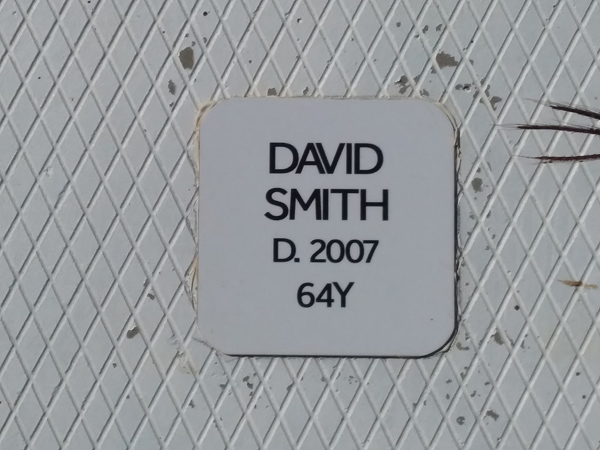 DAVID
SMITH
D. 2007
64Y